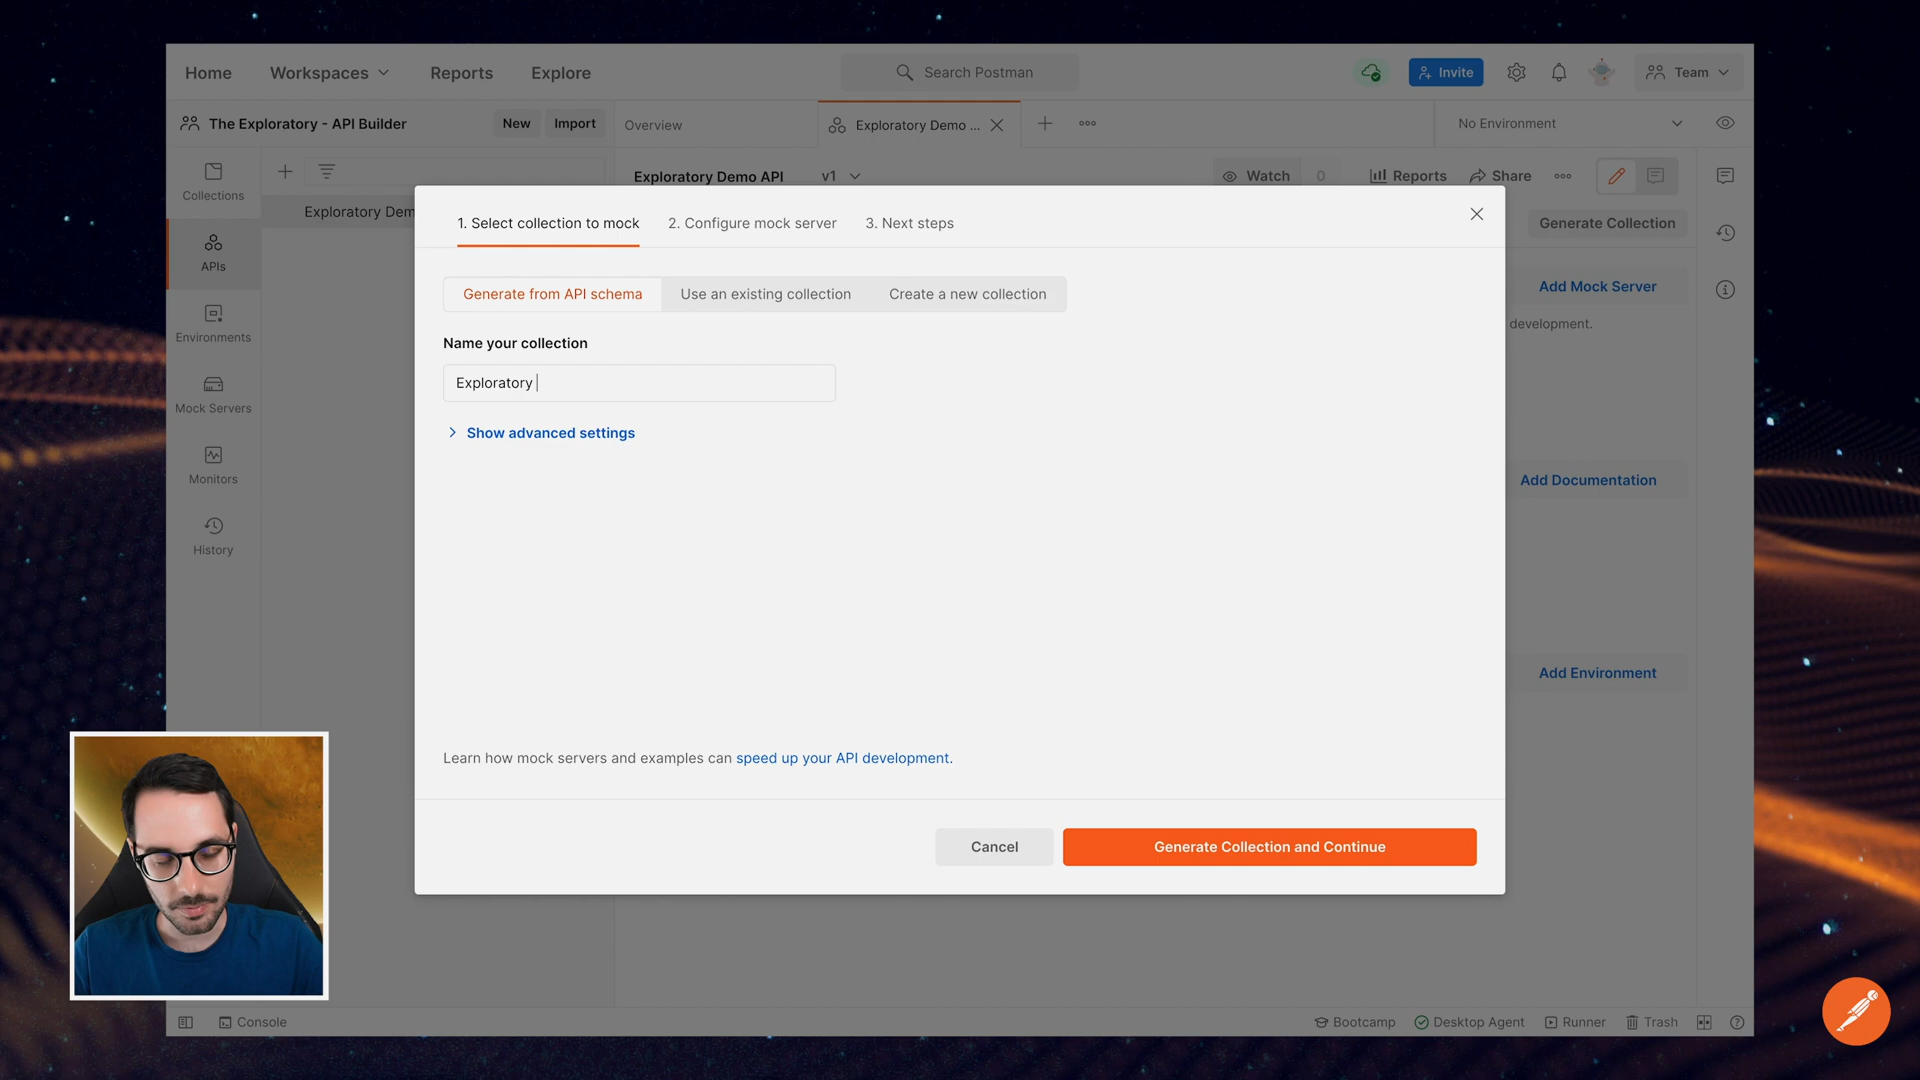 Home
Workspaces
Reports
Explore
Search Postman
Invite
Team
The Exploratory - API Builder
New
Import
Overview
Exploratory Demo ...
No Environment
Collections
Exploratory Dem
APIs
Environments
Mock Servers
Monitors
History
Exploratory Demo API
v1
Watch
0
Reports
Share
Generate Collection
Add Mock Server
development.
Add Documentation
Add Environment
1. Select collection to mock
2. Configure mock server
3. Next steps
Generate from API schema
Use an existing collection
Create a new collection
Name your collection
Exploratory
Show advanced settings
Learn how mock servers and examples can speed up your API development.
Cancel
Generate Collection and Continue
Console
Bootcamp
Desktop Agent
Runner
Trash